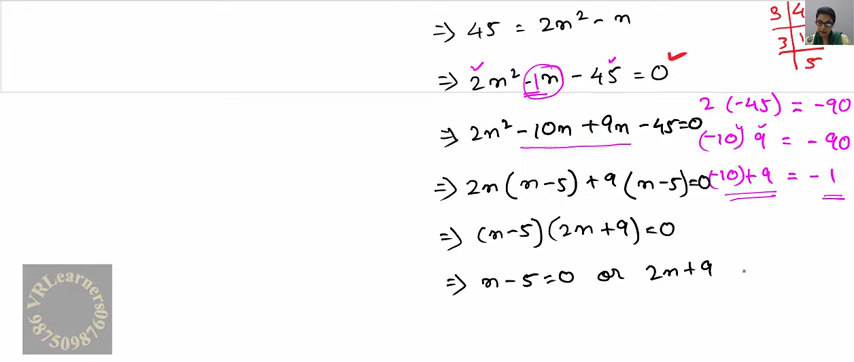 ⇒ 45 = 2n² - n
⇒ 2n² - 1n - 45 = 0
2 (-45) = -90
⇒ 2n² - 10n + 9n - 45 = 0
(-10) 9 = -90
⇒ 2n (n-5) + 9 (n-5) = 0
(-10) + 9 = -1
⇒ (n-5) (2n+9) = 0
⇒ n - 5 = 0 or 2n + 9
3 4
3 1
5
VRLearners
9875098760